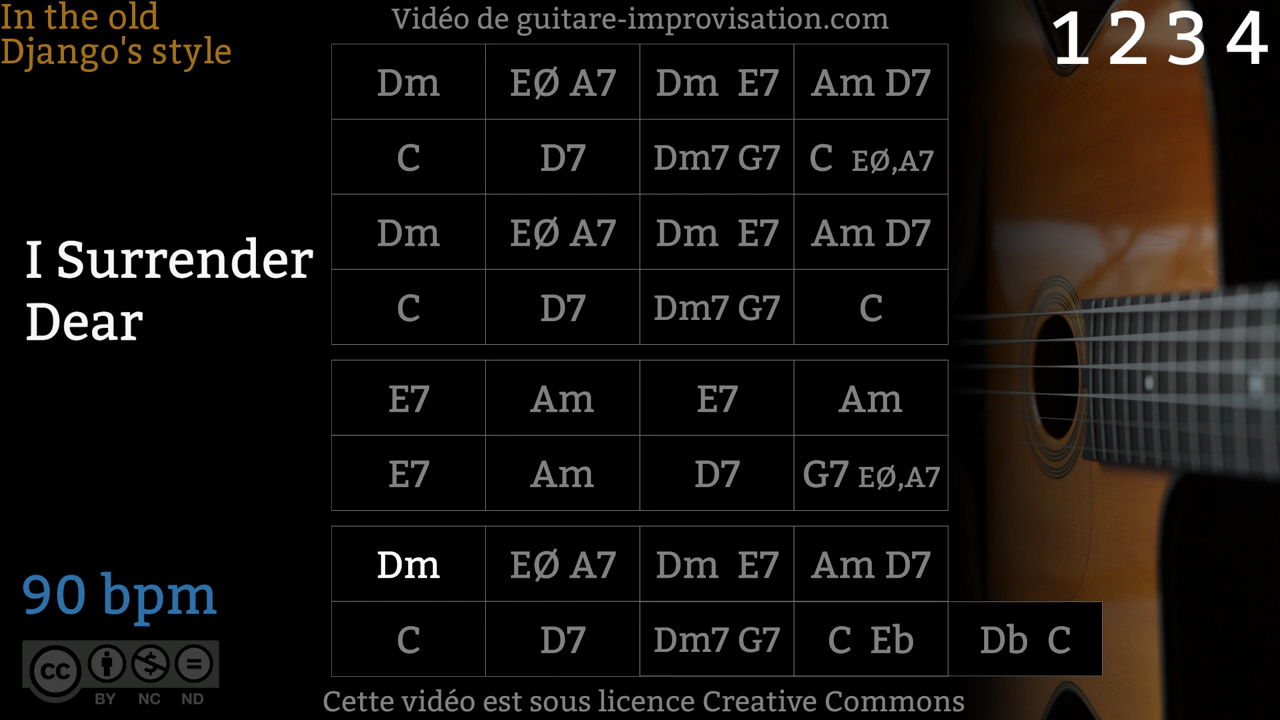 In the old
Django's style
Vidéo de guitare-improvisation.com
1 2 3 4
Dm EØ A7 Dm E7 Am D7
C D7 Dm7 G7 C EØ,A7
Dm EØ A7 Dm E7 Am D7
C D7 Dm7 G7 C
I Surrender
Dear
E7 Am E7 Am
E7 Am D7 G7 EØ,A7
Dm EØ A7 Dm E7 Am D7
C D7 Dm7 G7 C Eb Db C
90 bpm
cc
BY NC ND
Cette vidéo est sous licence Creative Commons